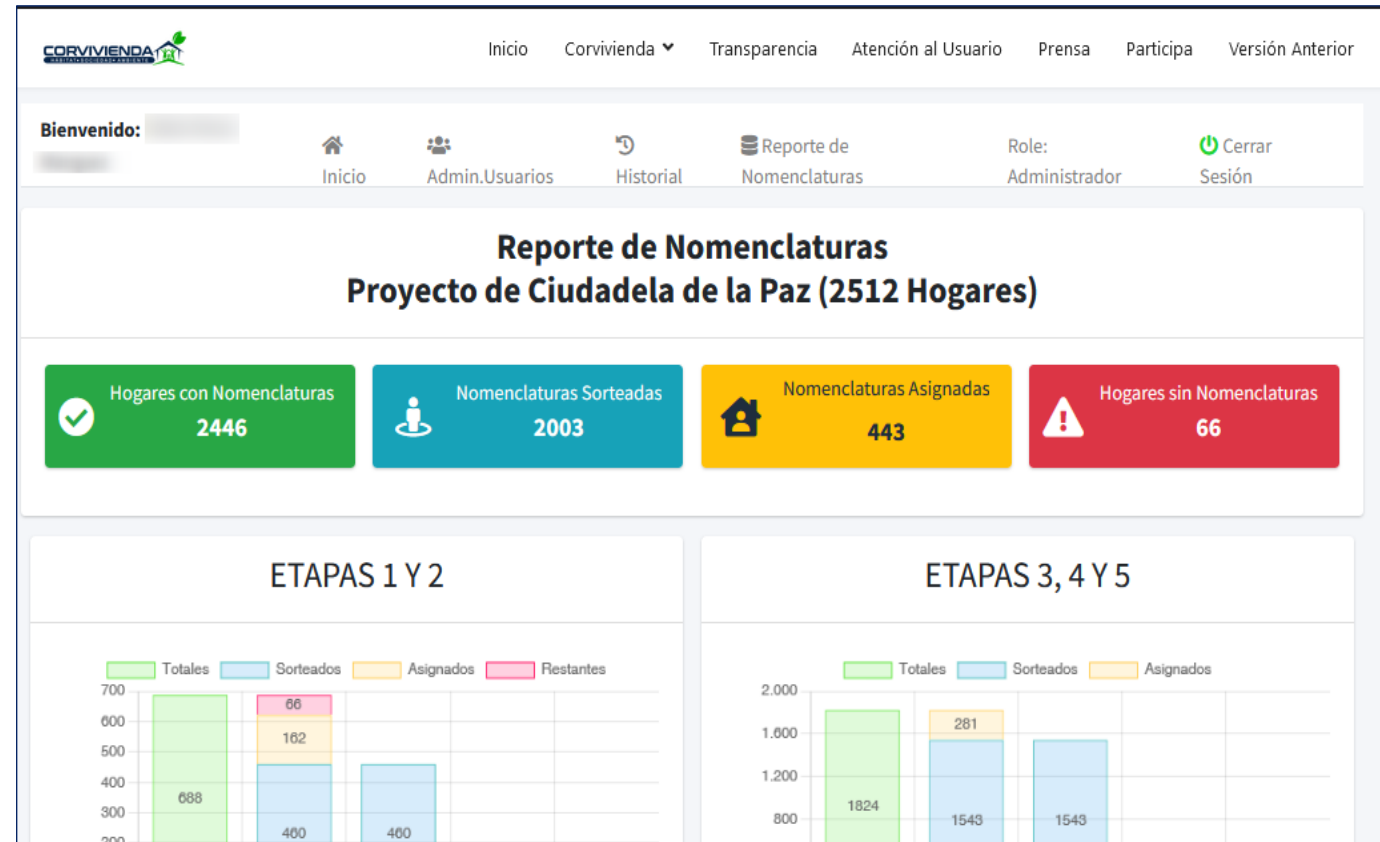 CORVIVIENDA
HÁBITAT+SOCIEDAD+AMBIENTE
Inicio Corvivienda Transparencia Atención al Usuario Prensa Participa Versión Anterior
Bienvenido:
Inicio
Admin.Usuarios
Historial
Reporte de
Nomenclaturas
Role:
Administrador
Cerrar
Sesión
Reporte de Nomenclaturas
Proyecto de Ciudadela de la Paz (2512 Hogares)
Hogares con Nomenclaturas
2446
Nomenclaturas Sorteadas
2003
Nomenclaturas Asignadas
443
Hogares sin Nomenclaturas
66
ETAPAS 1 Y 2
Totales Sorteados Asignados Restantes
700
600
500
400
300
200
66
162
688
460
460
ETAPAS 3, 4 Y 5
Totales Sorteados Asignados
2.000
1.600
1.200
800
281
1824
1543
1543